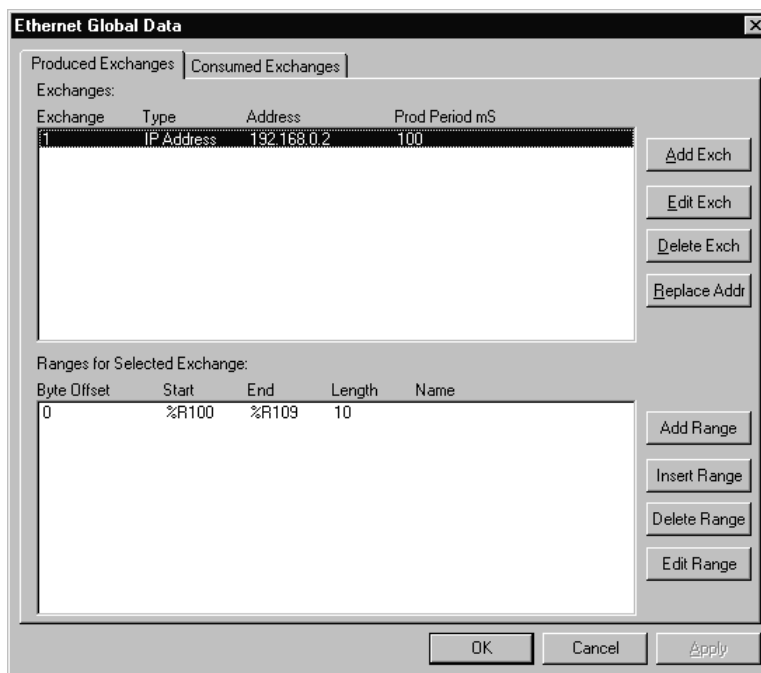 Ethernet Global Data
Produced Exchanges Consumed Exchanges
Exchanges:
Exchange Type Address Prod Period mS
1 IP Address 192.168.0.2 100
Add Exch
Edit Exch
Delete Exch
Replace Addr
Ranges for Selected Exchange:
Byte Offset Start End Length Name
0 %R100 %R109 10
Add Range
Insert Range
Delete Range
Edit Range
OK Cancel Apply